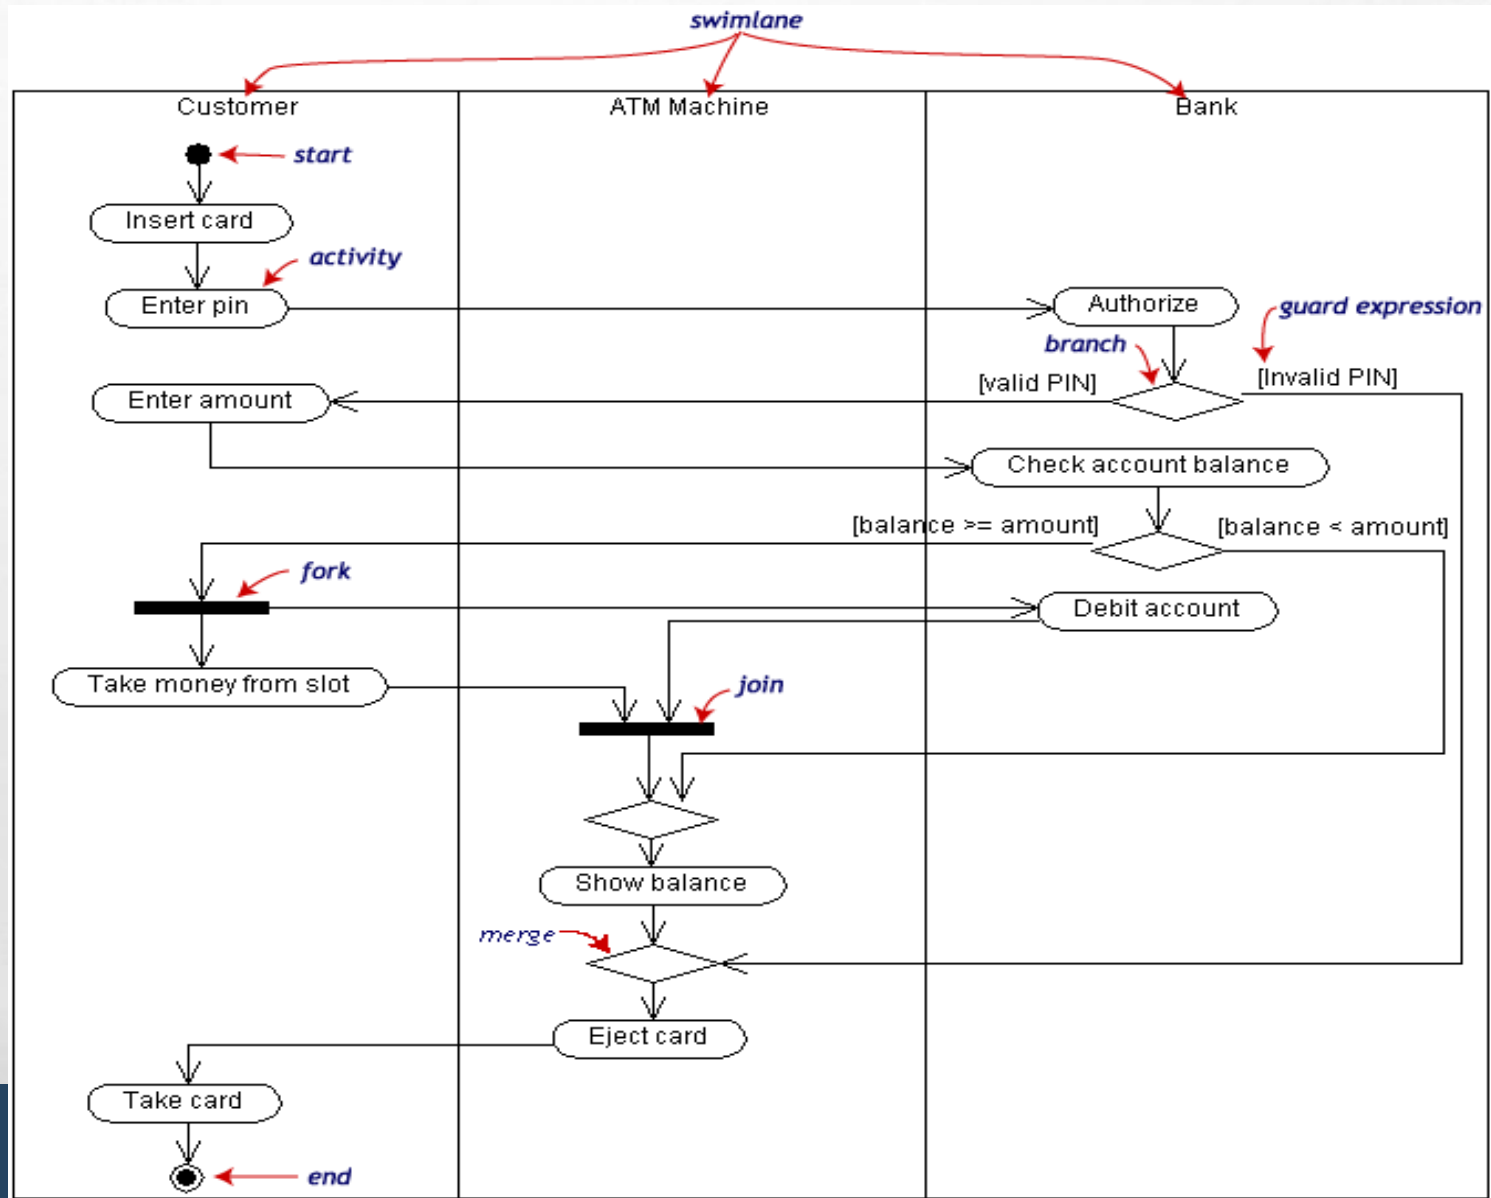 swimlane
Customer
ATM Machine
Bank
start
Insert card
activity
Enter pin
Authorize
guard expression
branch
[valid PIN]
[Invalid PIN]
Enter amount
Check account balance
[balance >= amount]
[balance < amount]
fork
Debit account
Take money from slot
join
Show balance
merge
Eject card
Take card
end